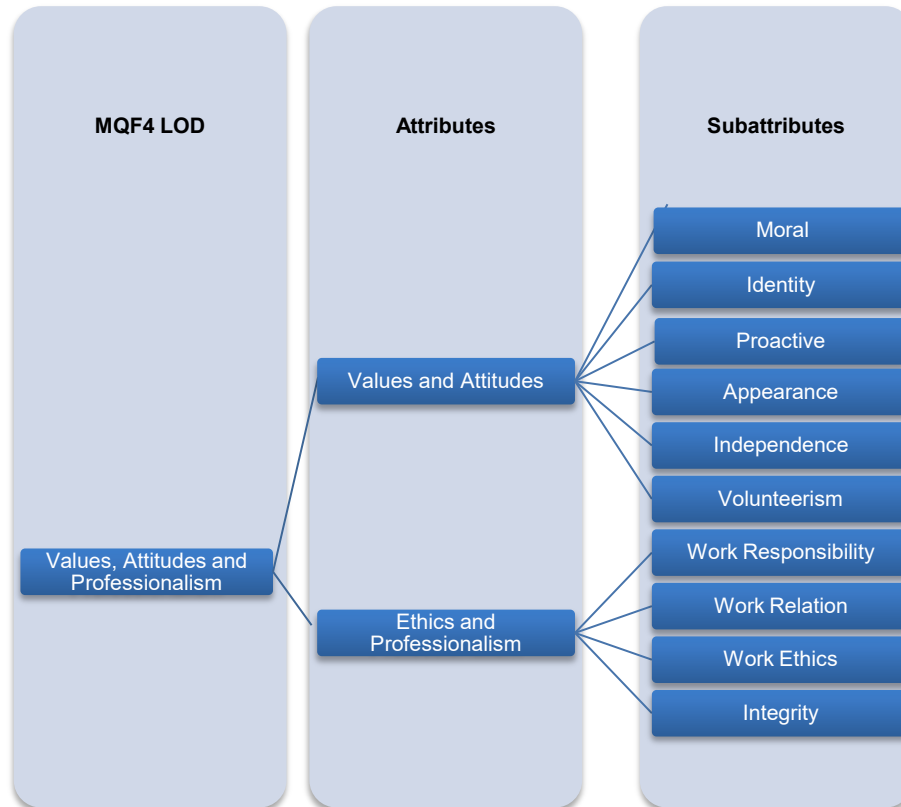 MQF4 LOD
Attributes
Subattributes
Moral
Identity
Proactive
Values and Attitudes
Appearance
Independence
Volunteerism
Values, Attitudes and
Professionalism
Work Responsibility
Work Relation
Ethics and
Professionalism
Work Ethics
Integrity